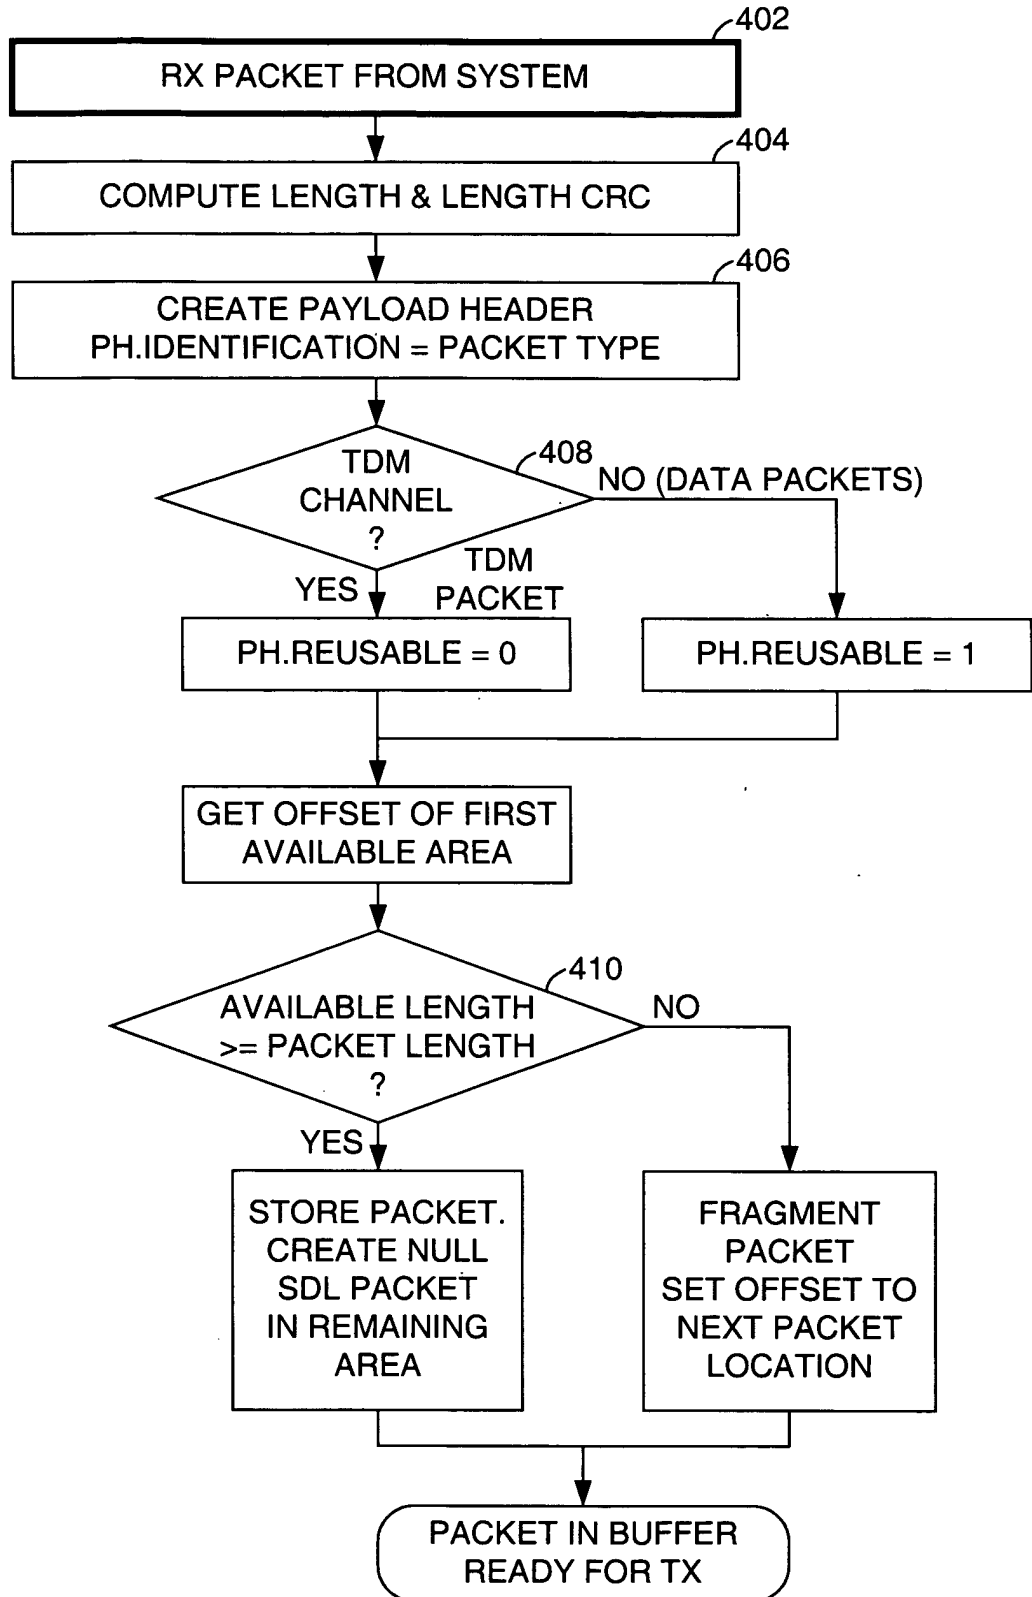 402
RX PACKET FROM SYSTEM
404
COMPUTE LENGTH & LENGTH CRC
406
CREATE PAYLOAD HEADER
PH.IDENTIFICATION = PACKET TYPE
408
TDM
CHANNEL
?
NO (DATA PACKETS)
YES
TDM
PACKET
PH.REUSABLE = 0
PH.REUSABLE = 1
GET OFFSET OF FIRST
AVAILABLE AREA
410
AVAILABLE LENGTH
>= PACKET LENGTH
?
NO
YES
STORE PACKET.
CREATE NULL
SDL PACKET
IN REMAINING
AREA
FRAGMENT
PACKET
SET OFFSET TO
NEXT PACKET
LOCATION
PACKET IN BUFFER
READY FOR TX